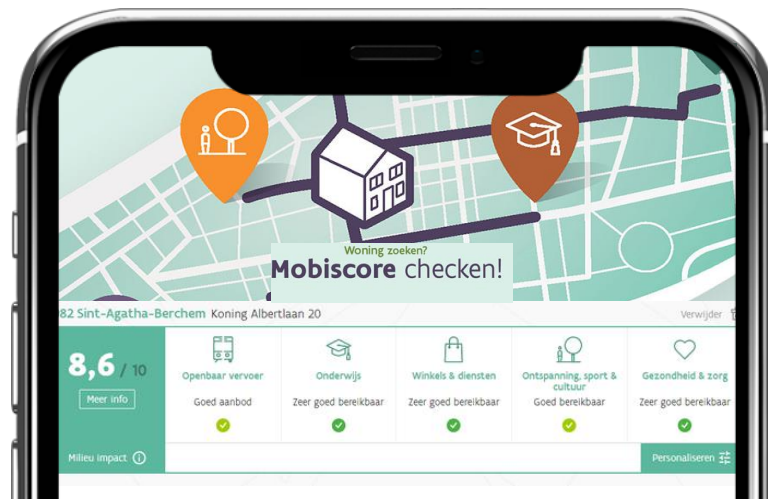 Woning zoeken?
Mobiscore checken!
82 Sint-Agatha-Berchem Koning Albertlaan 20 Verwijder
8,6 / 10
Meer info
Milieu impact
Openbaar vervoer
Goed aanbod
Onderwijs
Zeer goed bereikbaar
Winkels & diensten
Zeer goed bereikbaar
Ontspanning, sport &
cultuur
Goed bereikbaar
Gezondheid & zorg
Zeer goed bereikbaar
Personaliseren